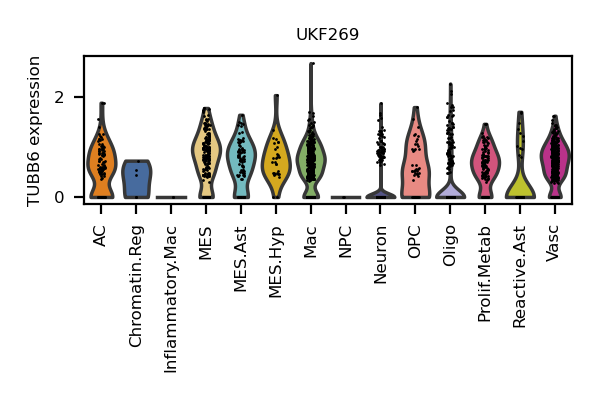 UKF269
TUBB6 expression
2
0
AC
Chromatin.Reg
Inflammatory.Mac
MES
MES.Ast
MES.Hyp
Mac
NPC
Neuron
OPC
Oligo
Prolif.Metab
Reactive.Ast
Vasc